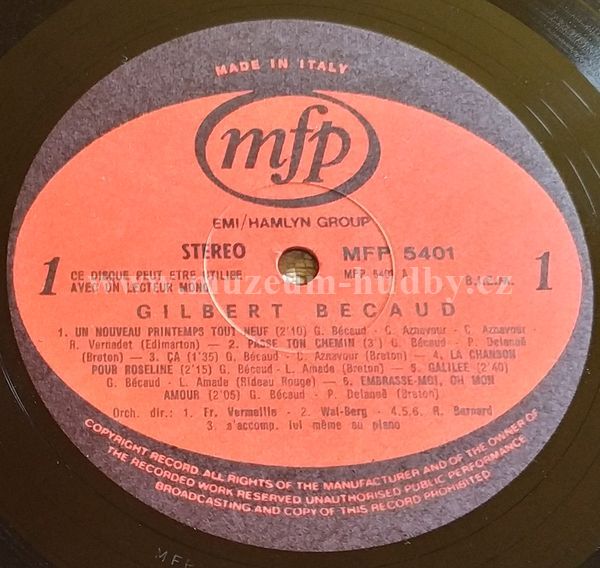 MADE IN ITALY
mfp
EMI/HAMLYN GROUP
STEREO MFP 5401
1 CE DISQUE PEUT ETRE UTILISE MFP 5401 A B.I.E.M. 1
AVEC UN LECTEUR MONO
www.muzeum-hudby.cz
GILBERT BECAUD
1. UN NOUVEAU PRINTEMPS TOUT NEUF (2'10) G. Bécaud - C. Aznavour - C. Aznavour -
R. Vernadet (Edimarton) — 2. PASSE TON CHEMIN (3') G. Bécaud - P. Delanoë
(Breton) — 3. ÇA (1'35) G. Bécaud - C. Aznavour (Breton) — 4. LA CHANSON
POUR ROSELINE (2'15) G. Bécaud - L. Amade (Breton) — 5. GALILEE (2'40)
G. Bécaud - L. Amade (Rideau Rouge) — 6. EMBRASSE-MOI, OH MON
AMOUR (2'05) G. Bécaud - P. Delanoë (Breton)
Orch. dir.: 1. Fr. Vermeille - 2. Wal-Berg - 4.5.6. R. Bernard
3. s'accomp. lui même au piano
COPYRIGHT RECORD. ALL RIGHTS OF THE MANUFACTURER AND OF THE OWNER OF
THE RECORDED WORK RESERVED. UNAUTHORISED PUBLIC PERFORMANCE
BROADCASTING AND COPY OF THIS RECORD PROHIBITED